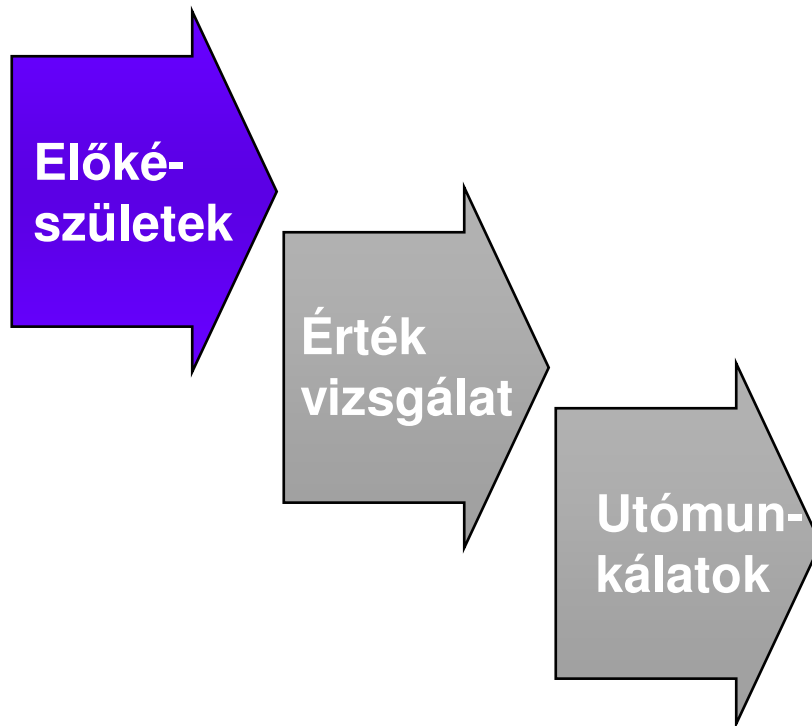 Előké-
születek
Érték
vizsgálat
Utómun-
kálatok